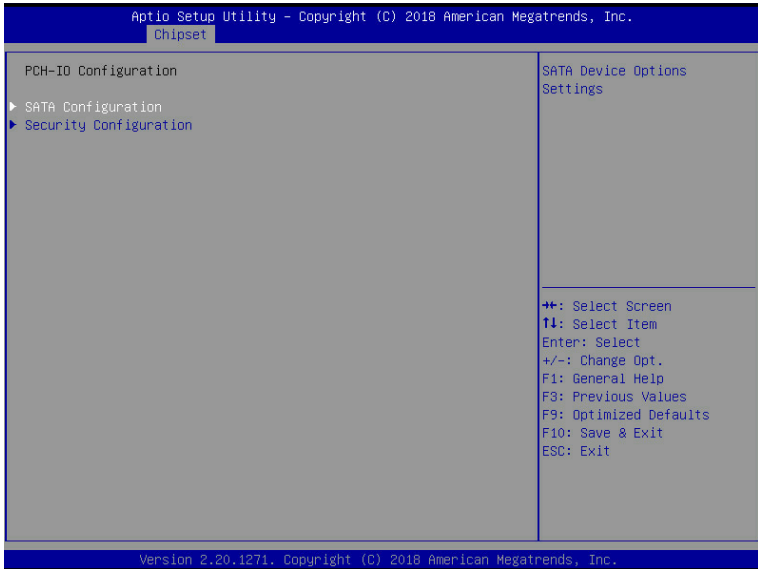 Aptio Setup Utility – Copyright (C) 2018 American Megatrends, Inc.
Chipset
PCH-IO Configuration
SATA Configuration
Security Configuration
SATA Device Options
Settings
→←: Select Screen
↑↓: Select Item
Enter: Select
+/-: Change Opt.
F1: General Help
F3: Previous Values
F9: Optimized Defaults
F10: Save & Exit
ESC: Exit
Version 2.20.1271. Copyright (C) 2018 American Megatrends, Inc.